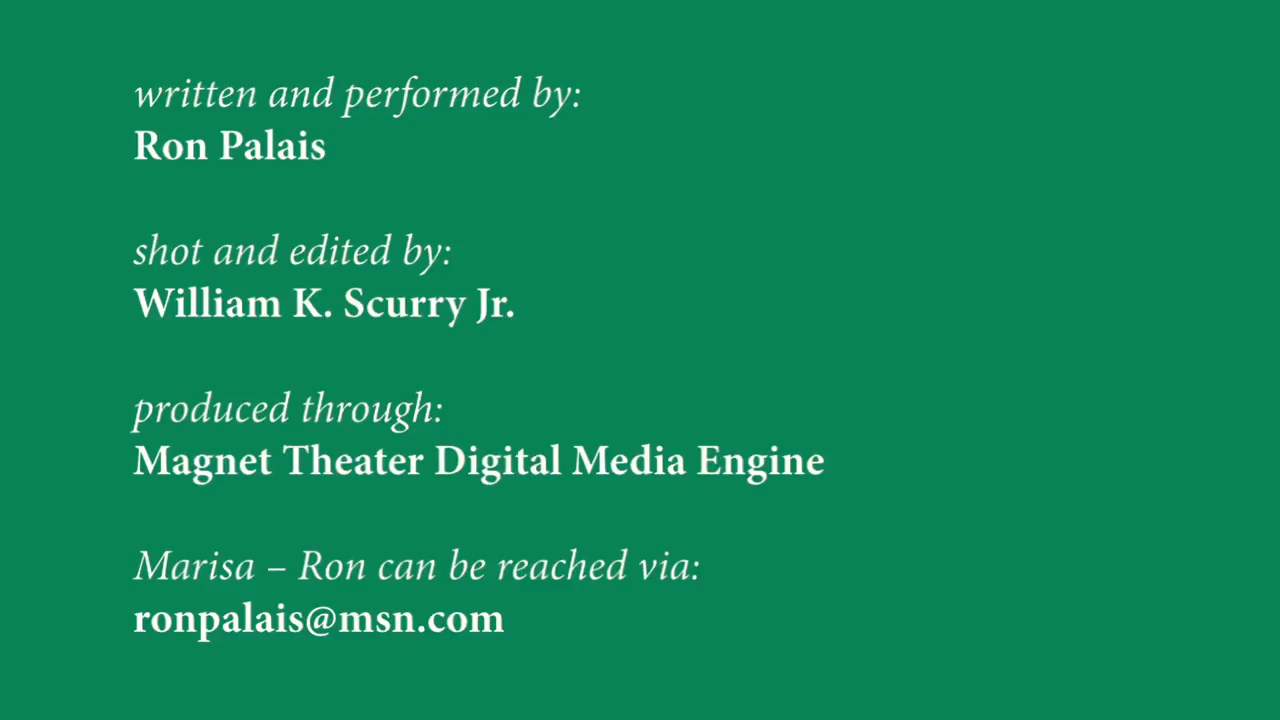 written and performed by:
Ron Palais
shot and edited by:
William K. Scurry Jr.
produced through:
Magnet Theater Digital Media Engine
Marisa – Ron can be reached via:
ronpalais@msn.com